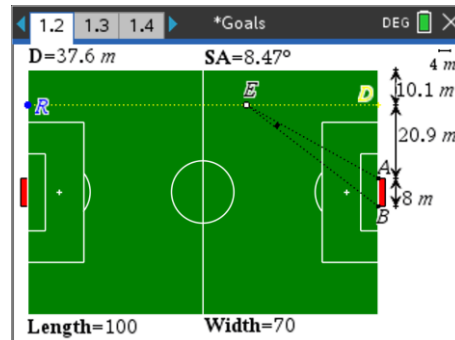 1.2 1.3 1.4 *Goals DEG
D=37.6 m SA=8.47°
4 m
10.1 m
E
R D
20.9 m
A
8 m
B
Length=100 Width=70